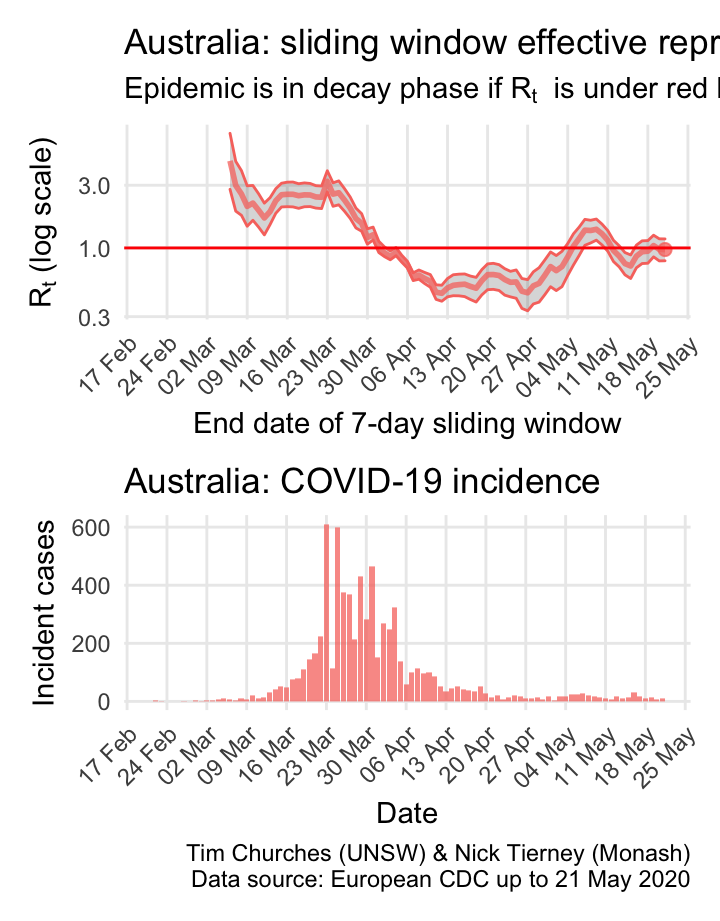 Australia: sliding window effective repr
Epidemic is in decay phase if Rt is under red
Rt (log scale)
3.0
1.0
0.3
17 Feb
24 Feb
02 Mar
09 Mar
16 Mar
23 Mar
30 Mar
06 Apr
13 Apr
20 Apr
27 Apr
04 May
11 May
18 May
25 May
End date of 7-day sliding window
Australia: COVID-19 incidence
Incident cases
600
400
200
0
17 Feb
24 Feb
02 Mar
09 Mar
16 Mar
23 Mar
30 Mar
06 Apr
13 Apr
20 Apr
27 Apr
04 May
11 May
18 May
25 May
Date
Tim Churches (UNSW) & Nick Tierney (Monash)
Data source: European CDC up to 21 May 2020